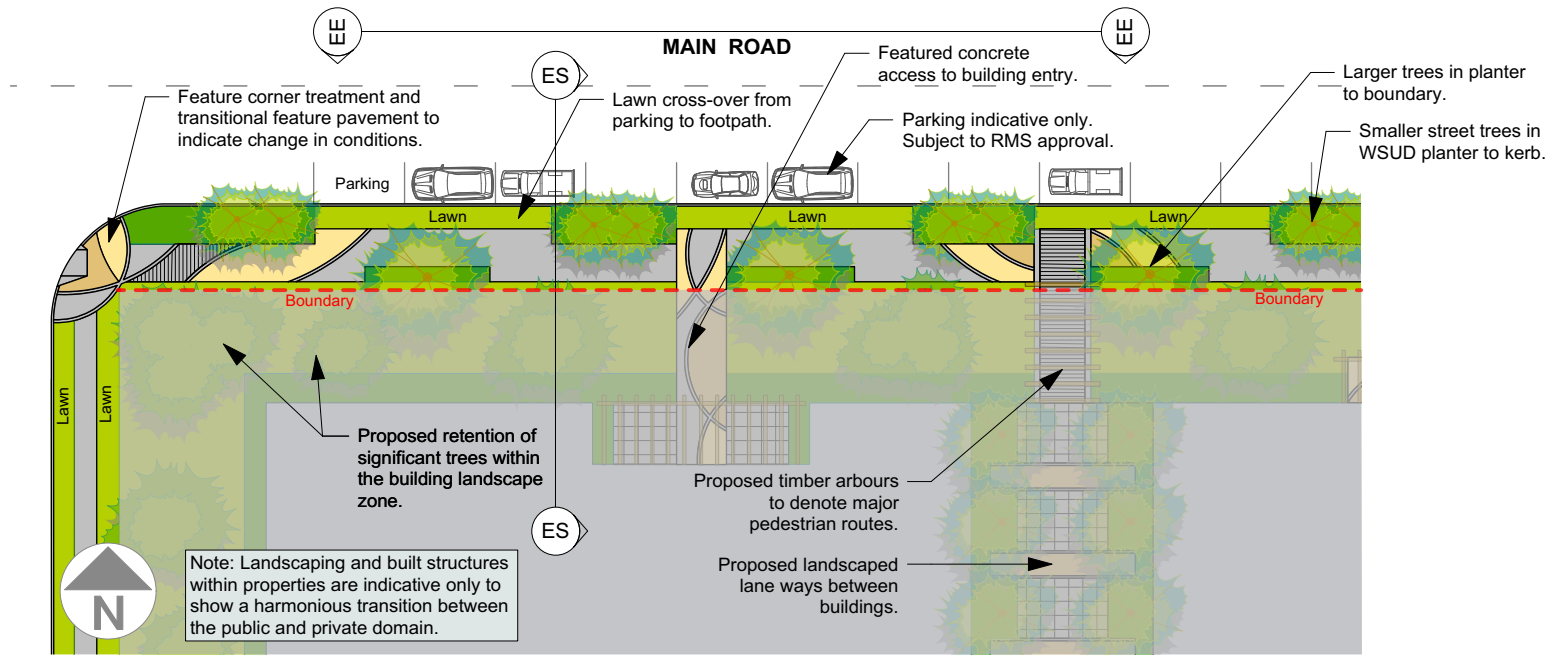 EE
EE
MAIN ROAD
ES
Feature corner treatment and
transitional feature pavement to
indicate change in conditions.
Lawn cross-over from
parking to footpath.
Featured concrete
access to building entry.
Parking indicative only.
Subject to RMS approval.
Larger trees in planter
to boundary.
Smaller street trees in
WSUD planter to kerb.
Parking
Lawn
Lawn
Lawn
Boundary
Boundary
Lawn
Lawn
Proposed retention of
significant trees within
the building landscape
zone.
Proposed timber arbours
to denote major
pedestrian routes.
ES
Proposed landscaped
lane ways between
buildings.
N
Note: Landscaping and built structures
within properties are indicative only to
show a harmonious transition between
the public and private domain.